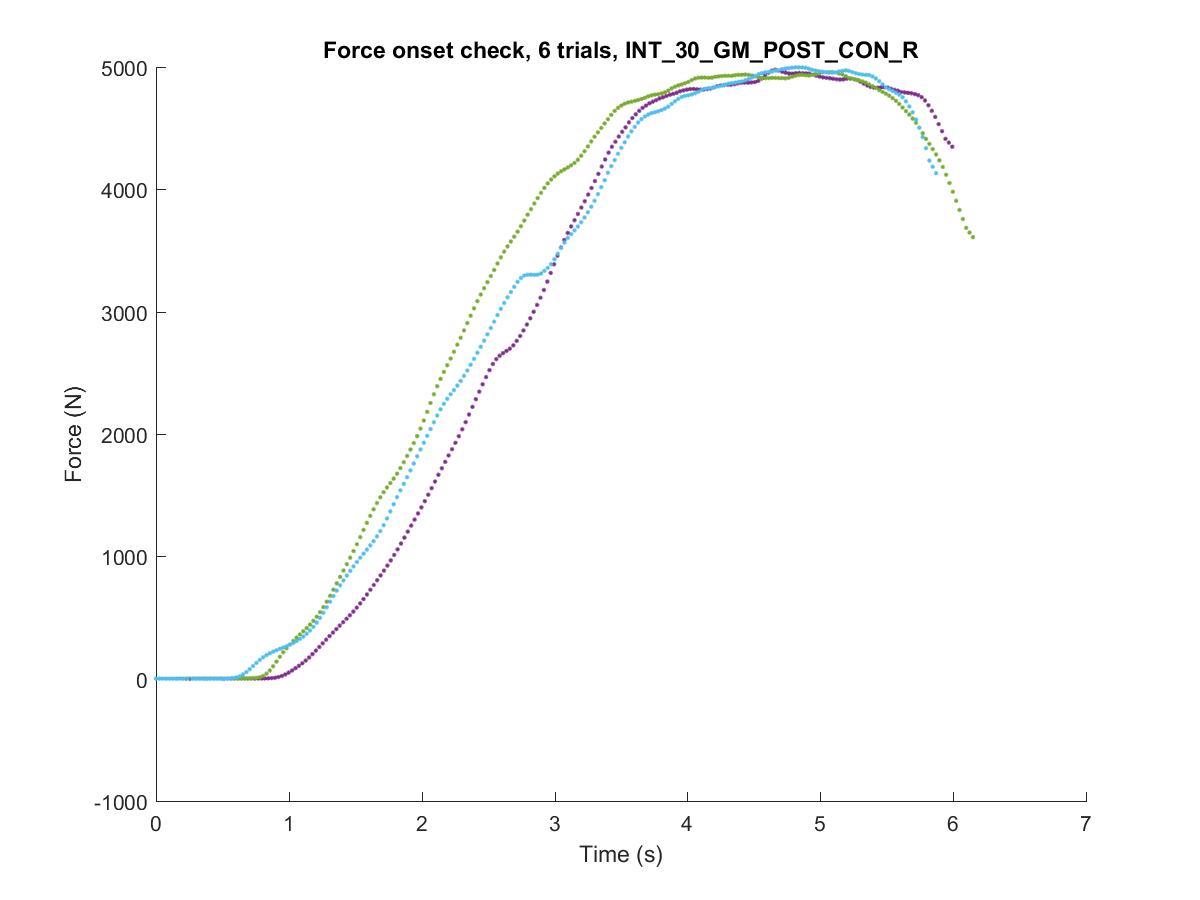 Force onset check, 6 trials, INT_30_GM_POST_CON_R
5000
4000
3000
2000
1000
0
-1000
Force (N)
0 1 2 3 4 5 6 7
Time (s)